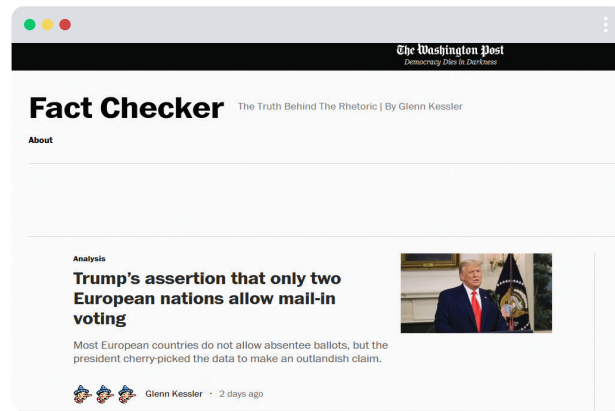 The Washington Post
Democracy Dies in Darkness
Fact Checker The Truth Behind The Rhetoric | By Glenn Kessler
About
Analysis
Trump's assertion that only two
European nations allow mail-in
voting
Most European countries do not allow absentee ballots, but the
president cherry-picked the data to make an outlandish claim.
Glenn Kessler · 2 days ago